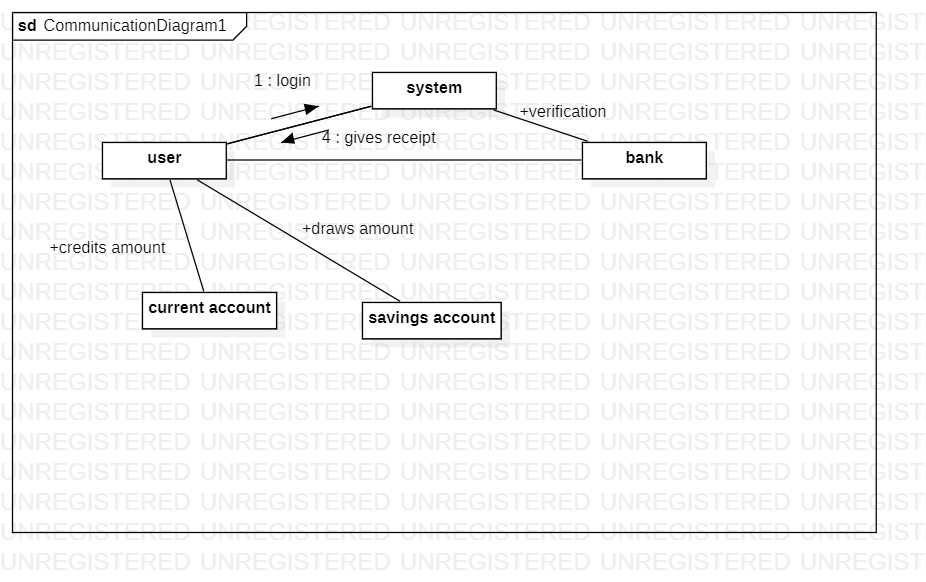 sd CommunicationDiagram1
1 : login
system
+verification
4 : gives receipt
user
bank
+draws amount
+credits amount
current account
savings account
UNREGISTERED UNREGISTERED UNREGISTERED UNREGISTERED UNREGIST